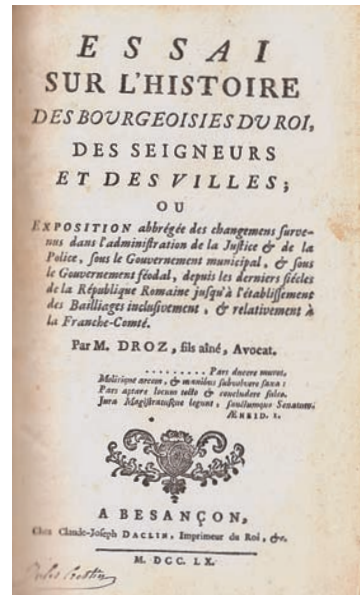 ESSAI
SUR L'HISTOIRE
DES BOURGEOISIES DU ROI,
DES SEIGNEURS
ET DES VILLES;
OU
EXPOSITION abbrégée des changemens surve-
nus dans l'administration de la Justice & de la
Police, sous le Gouvernement municipal, & sous
le Gouvernement féodal, depuis les derniers siécles
de la République Romaine jusqu'à l'établissement
des Bailliages inclusivement, & relativement à
la Franche-Comté.
Par M. DROZ, fils aîné, Avocat.
......... Pars ducere muros,
Molirique arcem, & manibus subvolvere saxa:
Pars aptare locum tecto & concludere sulco.
Jura Magistratusque legunt, sanctumque Senatum.
ÆNEID. I.
A BESANÇON,
Chez Claude-Joseph DACLIN, Imprimeur du Roi, &c.
M. DCC. LX.